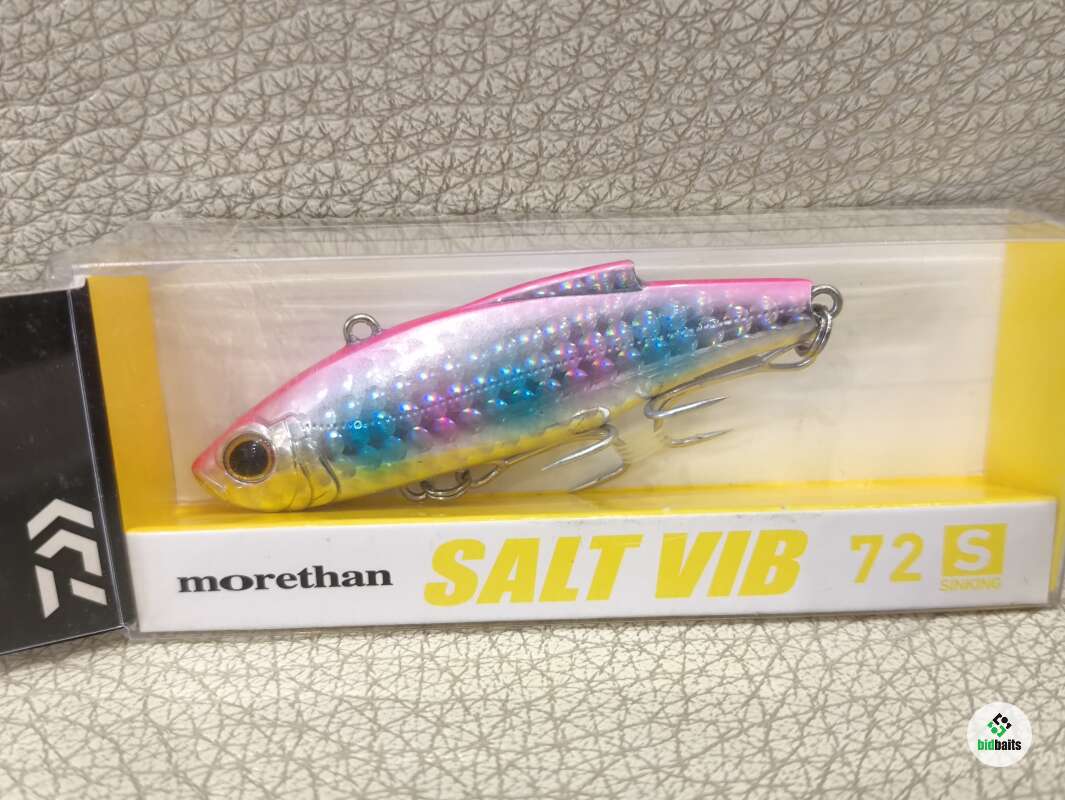 morethan SALT VIB 72 S
SINKING
bidbaits